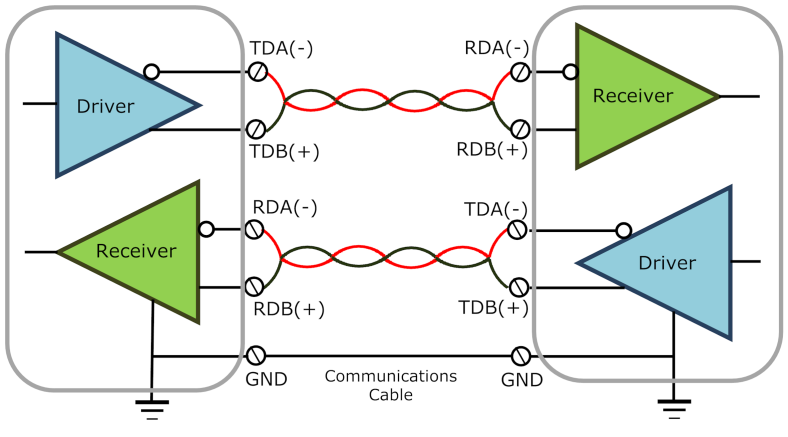 TDA(-)
RDA(-)
Driver
Receiver
TDB(+)
RDB(+)
RDA(-)
TDA(-)
Receiver
Driver
RDB(+)
TDB(+)
GND
Communications
Cable
GND